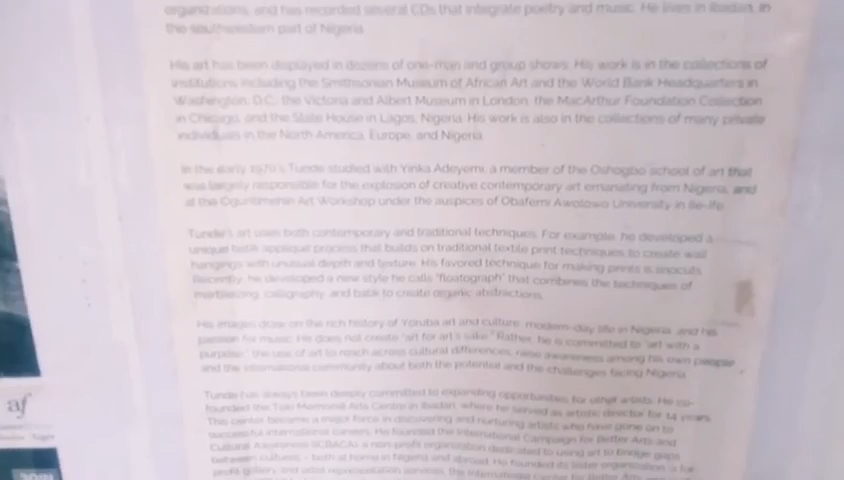 organizations, and has recorded several CDs that integrate poetry and music. He lives in Ibadan, in
the southwestern part of Nigeria.
His art has been displayed in dozens of one-man and group shows. His work is in the collections of
institutions including the Smithsonian Museum of African Art and the World Bank Headquarters in
Washington, D.C., the Victoria and Albert Museum in London, the MacArthur Foundation Collection
in Chicago, and the State House in Lagos, Nigeria. His work is also in the collections of many private
individuals in the North America, Europe, and Nigeria.
In the early 1970's Tunde studied with Yinka Adeyemi, a member of the Oshogbo school of art that
was largely responsible for the explosion of creative contemporary art emanating from Nigeria, and
at the Oguntimehin Art Workshop under the auspices of Obafemi Awolowo University in Ile-Ife.
Tunde's art uses both contemporary and traditional techniques. For example, he developed a
unique batik applique process that builds on traditional textile print techniques to create wall
hangings with unusual depth and texture. His favored technique for making prints is linocuts.
Recently, he developed a new style he calls "floatograph" that combines the techniques of
marbleizing, calligraphy, and batik to create organic abstractions.
His images draw on the rich history of Yoruba art and culture, modern-day life in Nigeria, and his
passion for music. He does not create "art for art's sake." Rather, he is committed to "art with a
purpose," the use of art to reach across cultural differences, raise awareness among his own people
and the international community about both the potential and the challenges facing Nigeria.
Tunde has always been deeply committed to expanding opportunities for other artists. He co-
founded the Memorial Arts Centre in Ibadan, where he served as artistic director for 14 years.
This center became a major force in discovering and nurturing artists who have gone on to
successful international careers. He founded the International Campaign for Better Arts and
Cultural Awareness (ICBACA), a non-profit organization dedicated to using art to bridge gaps
between cultures - both at home in Nigeria and abroad. He founded its sister organization a for
profit gallery and artist representation services, the International
af